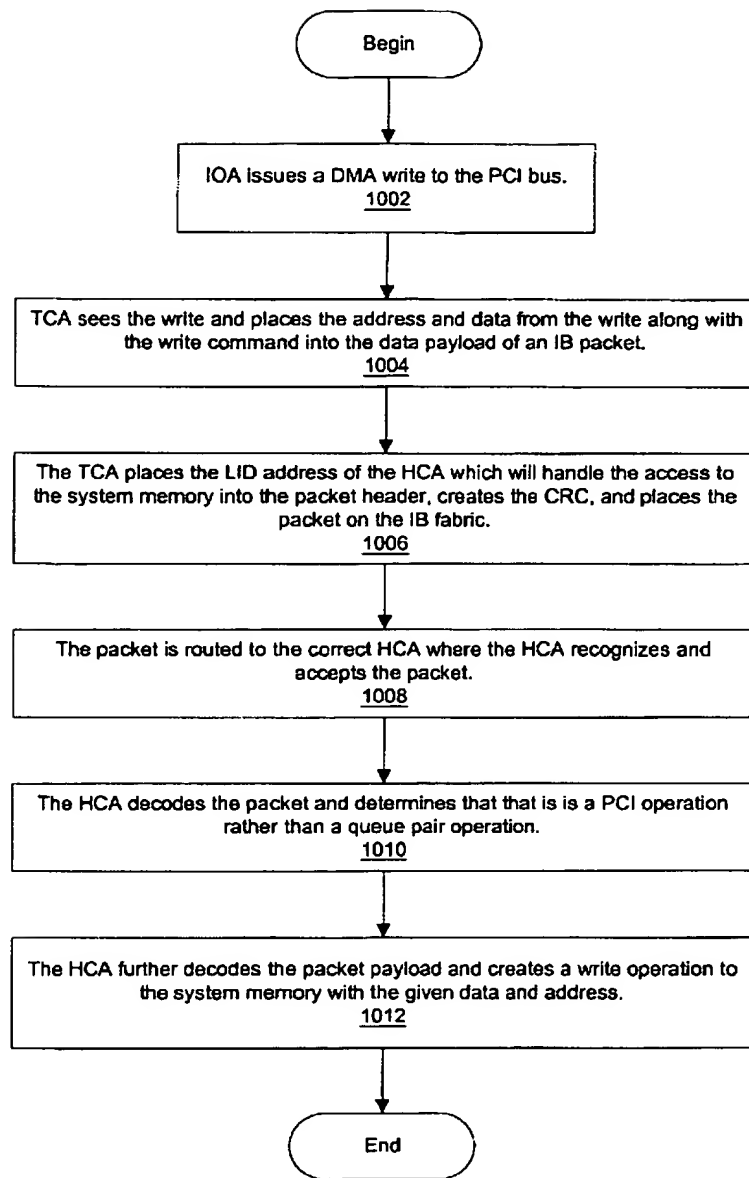 Begin
IOA issues a DMA write to the PCI bus.
1002
TCA sees the write and places the address and data from the write along with
the write command into the data payload of an IB packet.
1004
The TCA places the LID address of the HCA which will handle the access to
the system memory into the packet header, creates the CRC, and places the
packet on the IB fabric.
1006
The packet is routed to the correct HCA where the HCA recognizes and
accepts the packet.
1008
The HCA decodes the packet and determines that that is is a PCI operation
rather than a queue pair operation.
1010
The HCA further decodes the packet payload and creates a write operation to
the system memory with the given data and address.
1012
End